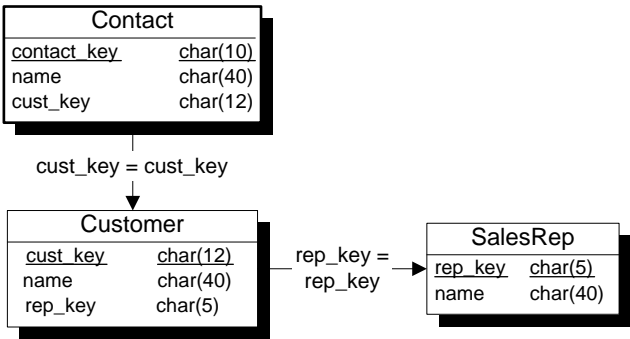 Contact
contact_key char(10)
name char(40)
cust_key char(12)
cust_key = cust_key
Customer
cust_key char(12)
name char(40)
rep_key char(5)
rep_key =
rep_key
SalesRep
rep_key char(5)
name char(40)